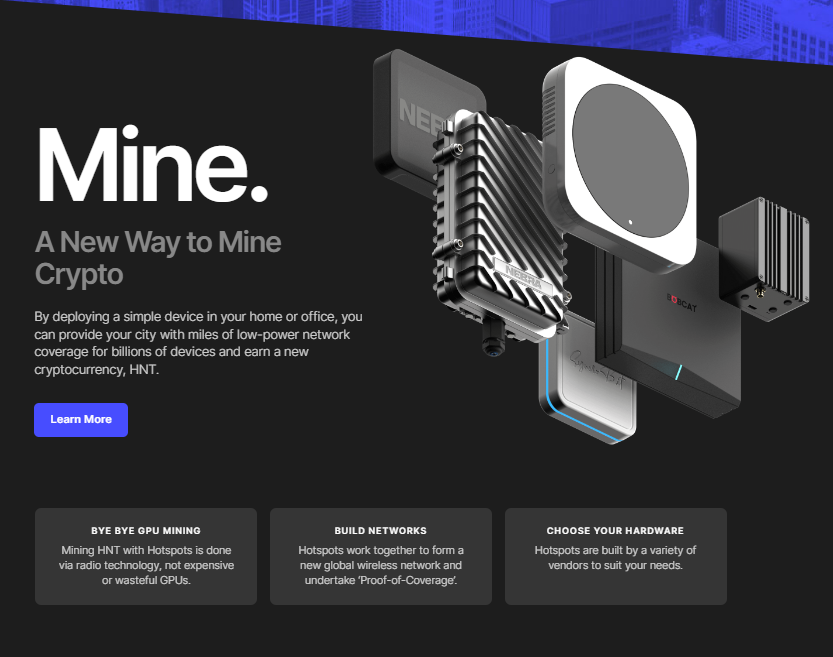 Mine.
A New Way to Mine
Crypto
By deploying a simple device in your home or office, you
can provide your city with miles of low-power network
coverage for billions of devices and earn a new
cryptocurrency, HNT.
Learn More
NERRA
BOBCAT
BYE BYE GPU MINING
Mining HNT with Hotspots is done
via radio technology, not expensive
or wasteful GPUs.
BUILD NETWORKS
Hotspots work together to form a
new global wireless network and
undertake ‘Proof-of-Coverage’.
CHOOSE YOUR HARDWARE
Hotspots are built by a variety of
vendors to suit your needs.